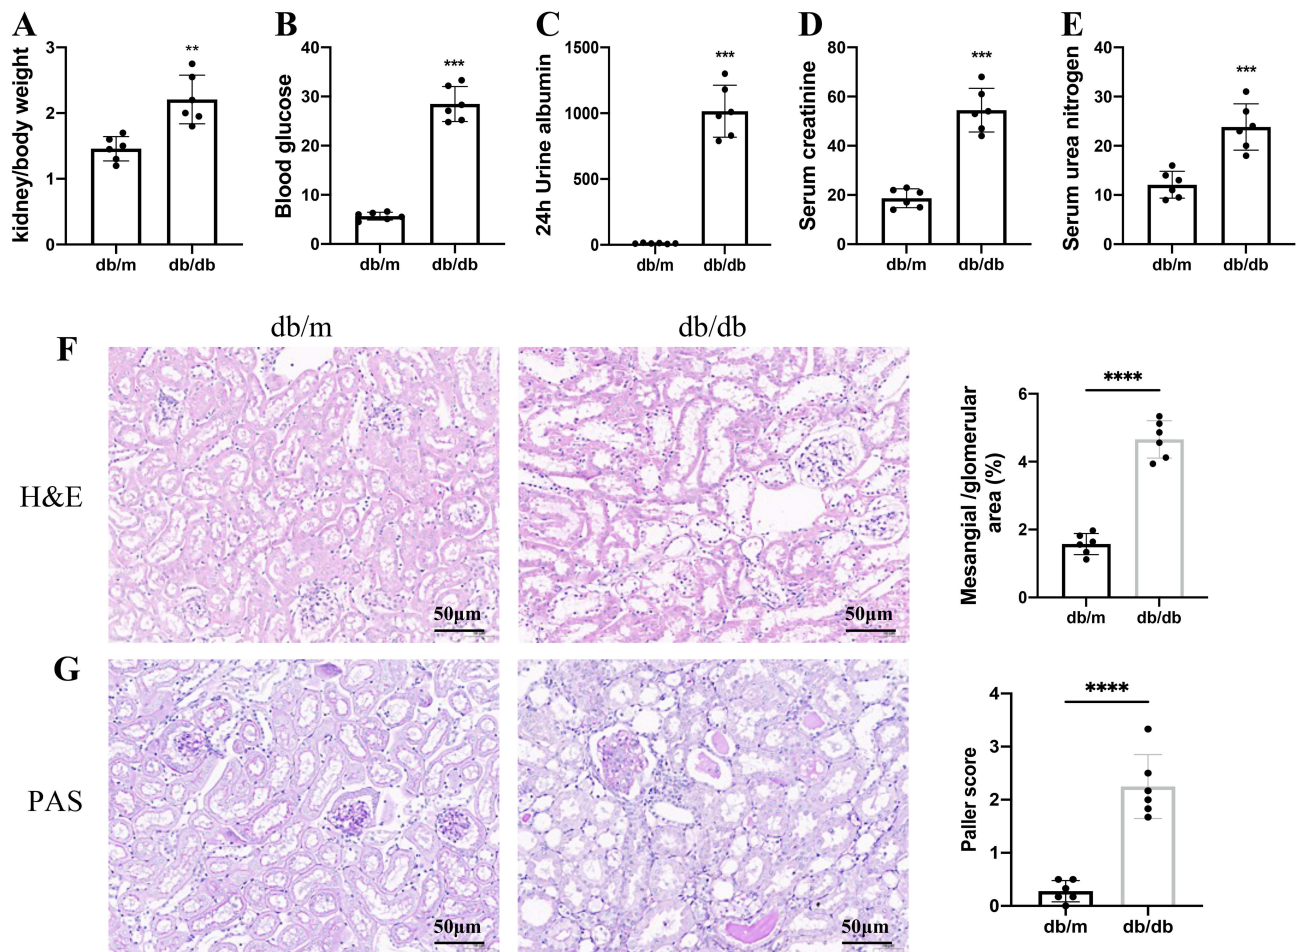 A
kidney/body weight
3
2
1
0
**
db/m
db/db
B
Blood glucose
40
30
20
10
0
***
db/m
db/db
C
24h Urine albumin
1500
1000
500
0
***
db/m
db/db
D
Serum creatinine
80
60
40
20
0
***
db/m
db/db
E
Serum urea nitrogen
40
30
20
10
0
***
db/m
db/db
db/m
db/db
F
H&E
50μm
50μm
Mesangial /glomerular
area (%)
6
4
2
0
****
db/m
db/db
G
PAS
50μm
50μm
Paller score
4
3
2
1
0
****
db/m
db/db